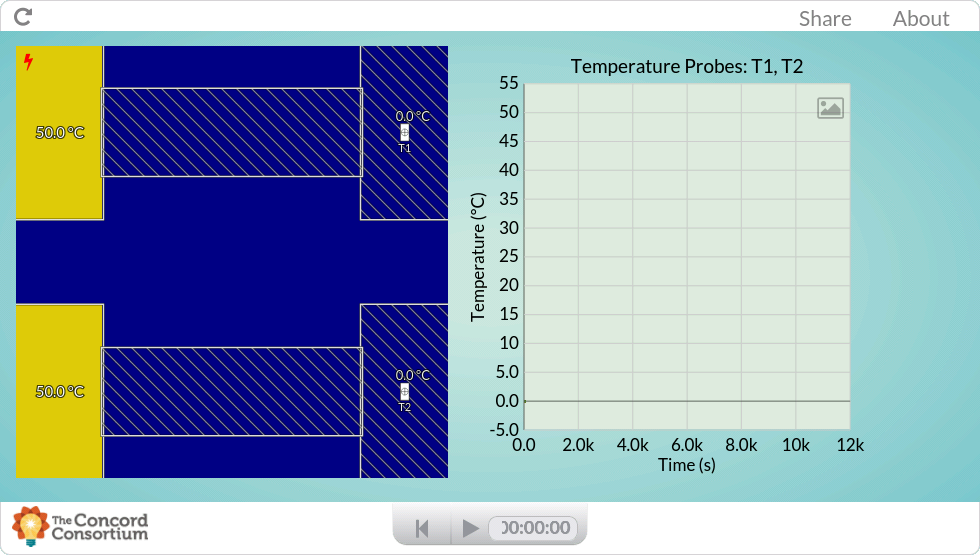 Share About
50.0 °C
0.0 °C
T1
50.0 °C
0.0 °C
T2
Temperature Probes: T1, T2
Temperature (°C)
55
50
45
40
35
30
25
20
15
10
5.0
0.0
-5.0
0.0 2.0k 4.0k 6.0k 8.0k 10k 12k
Time (s)
The Concord
Consortium
00:00:00